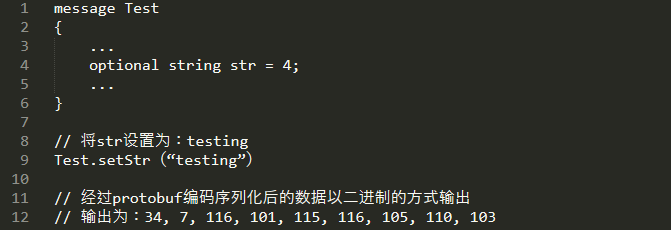 1 message Test
2 {
3 ...
4 optional string str = 4;
5 ...
6 }
7
8 // 将str设置为：testing
9 Test.setStr（“testing”）
10
11 // 经过protobuf编码序列化后的数据以二进制的方式输出
12 // 输出为：34, 7, 116, 101, 115, 116, 105, 110, 103